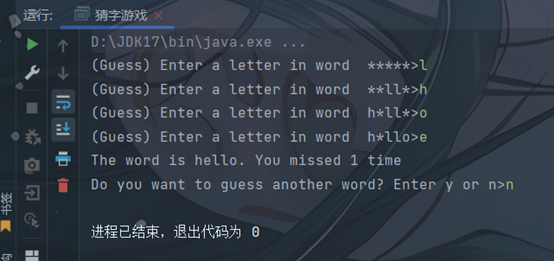 运行: 猜字游戏
D:\JDK17\bin\java.exe ...
(Guess) Enter a letter in word  *****>l
(Guess) Enter a letter in word  **ll*>h
(Guess) Enter a letter in word  h*ll*>o
(Guess) Enter a letter in word  h*llo>e
The word is hello. You missed 1 time
Do you want to guess another word? Enter y or n>n
进程已结束，退出代码为 0
书签